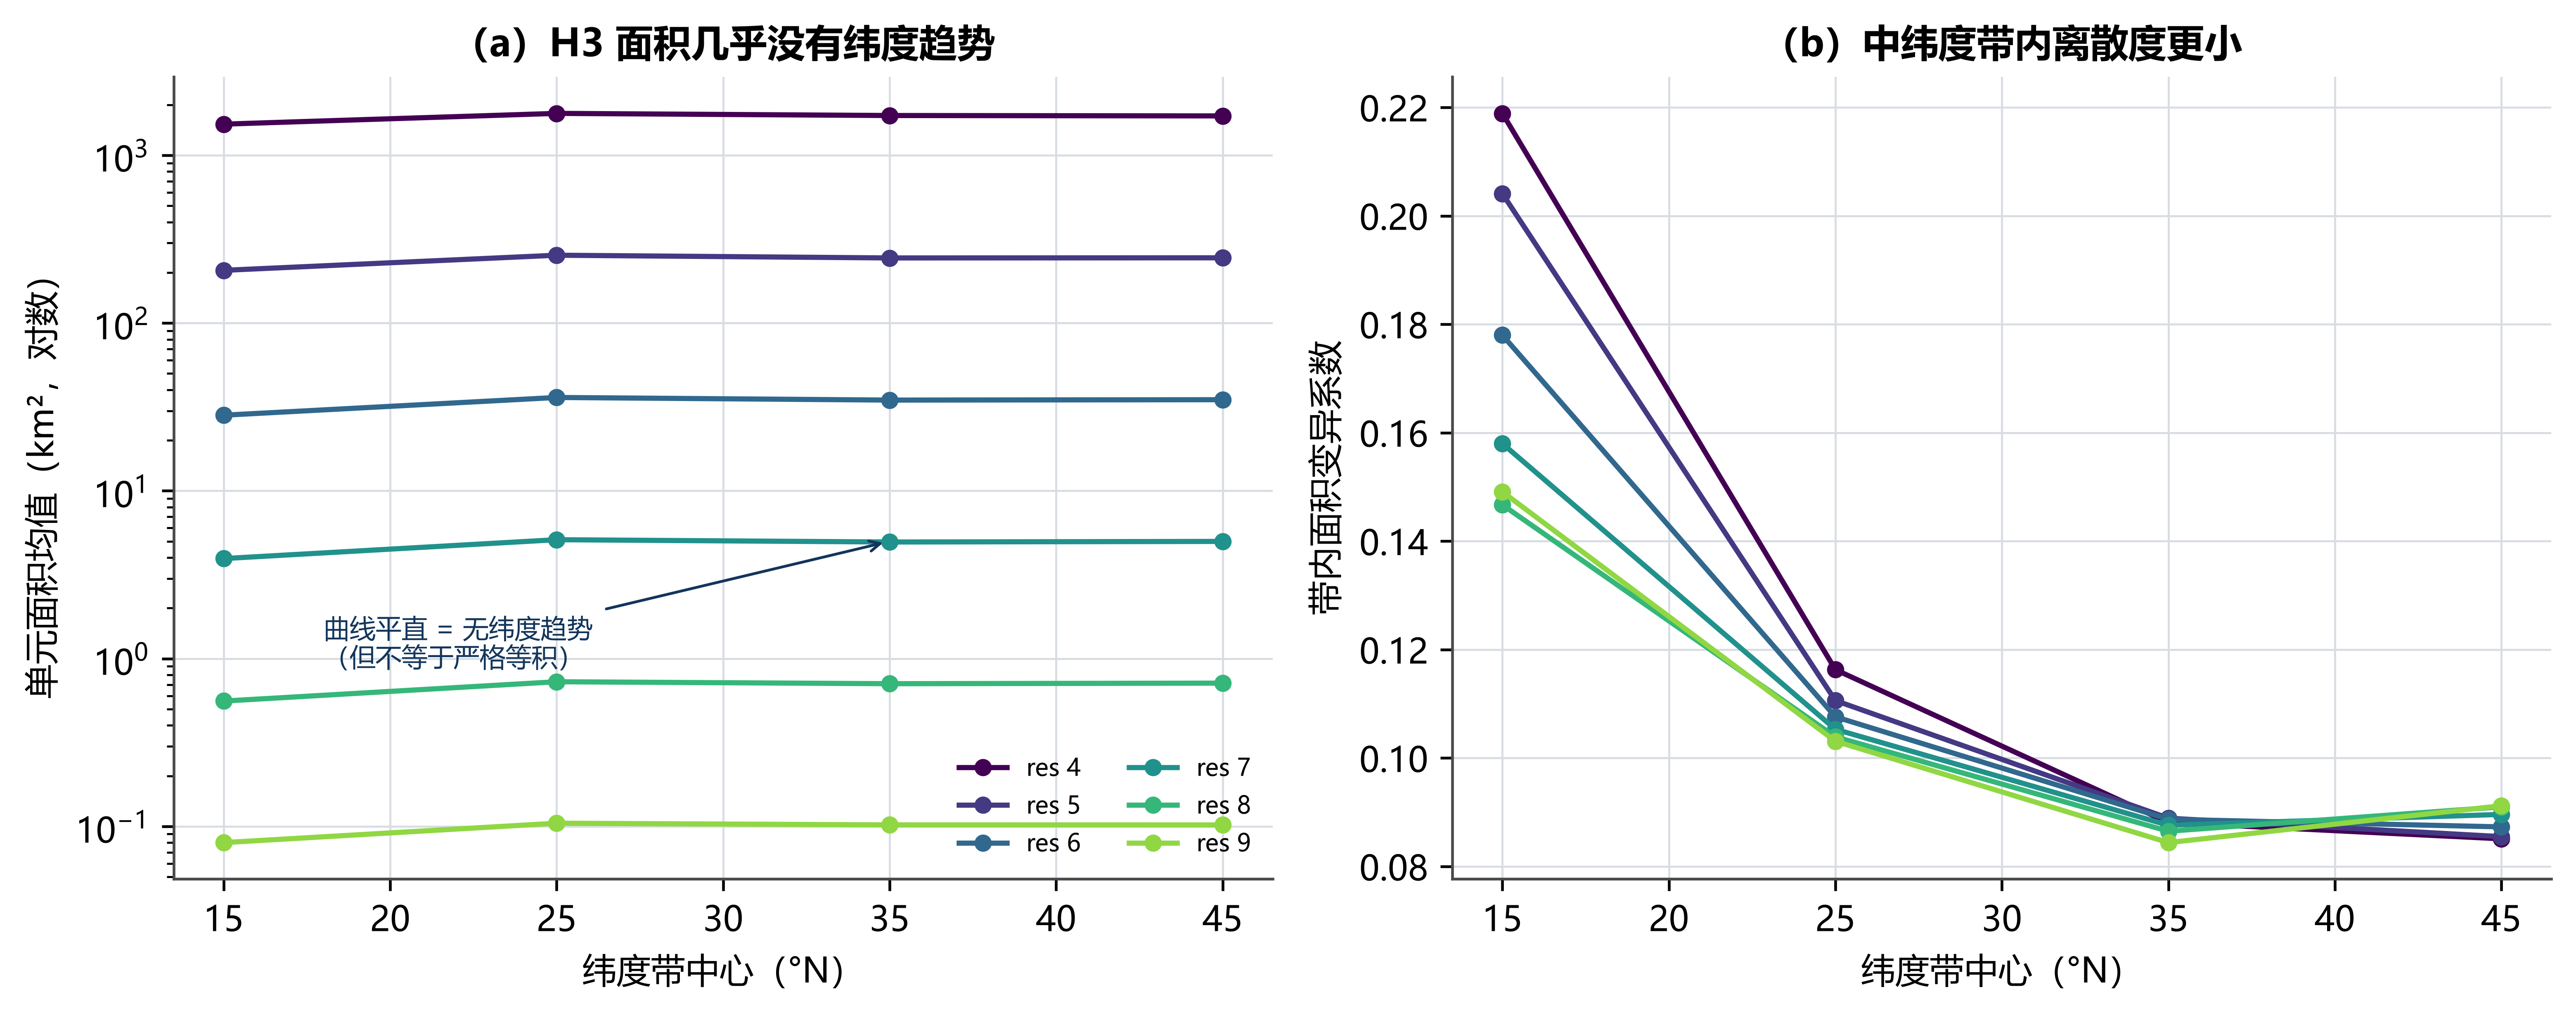 (a) H3 面积几乎没有纬度趋势
单元面积均值（km²，对数）
10³
10²
10¹
10⁰
10⁻¹
曲线平直 = 无纬度趋势
（但不等于严格等积）
res 4
res 5
res 6
res 7
res 8
res 9
15 20 25 30 35 40 45
纬度带中心（°N）
(b) 中纬度带内离散度更小
带内面积变异系数
0.22
0.20
0.18
0.16
0.14
0.12
0.10
0.08
15 20 25 30 35 40 45
纬度带中心（°N）